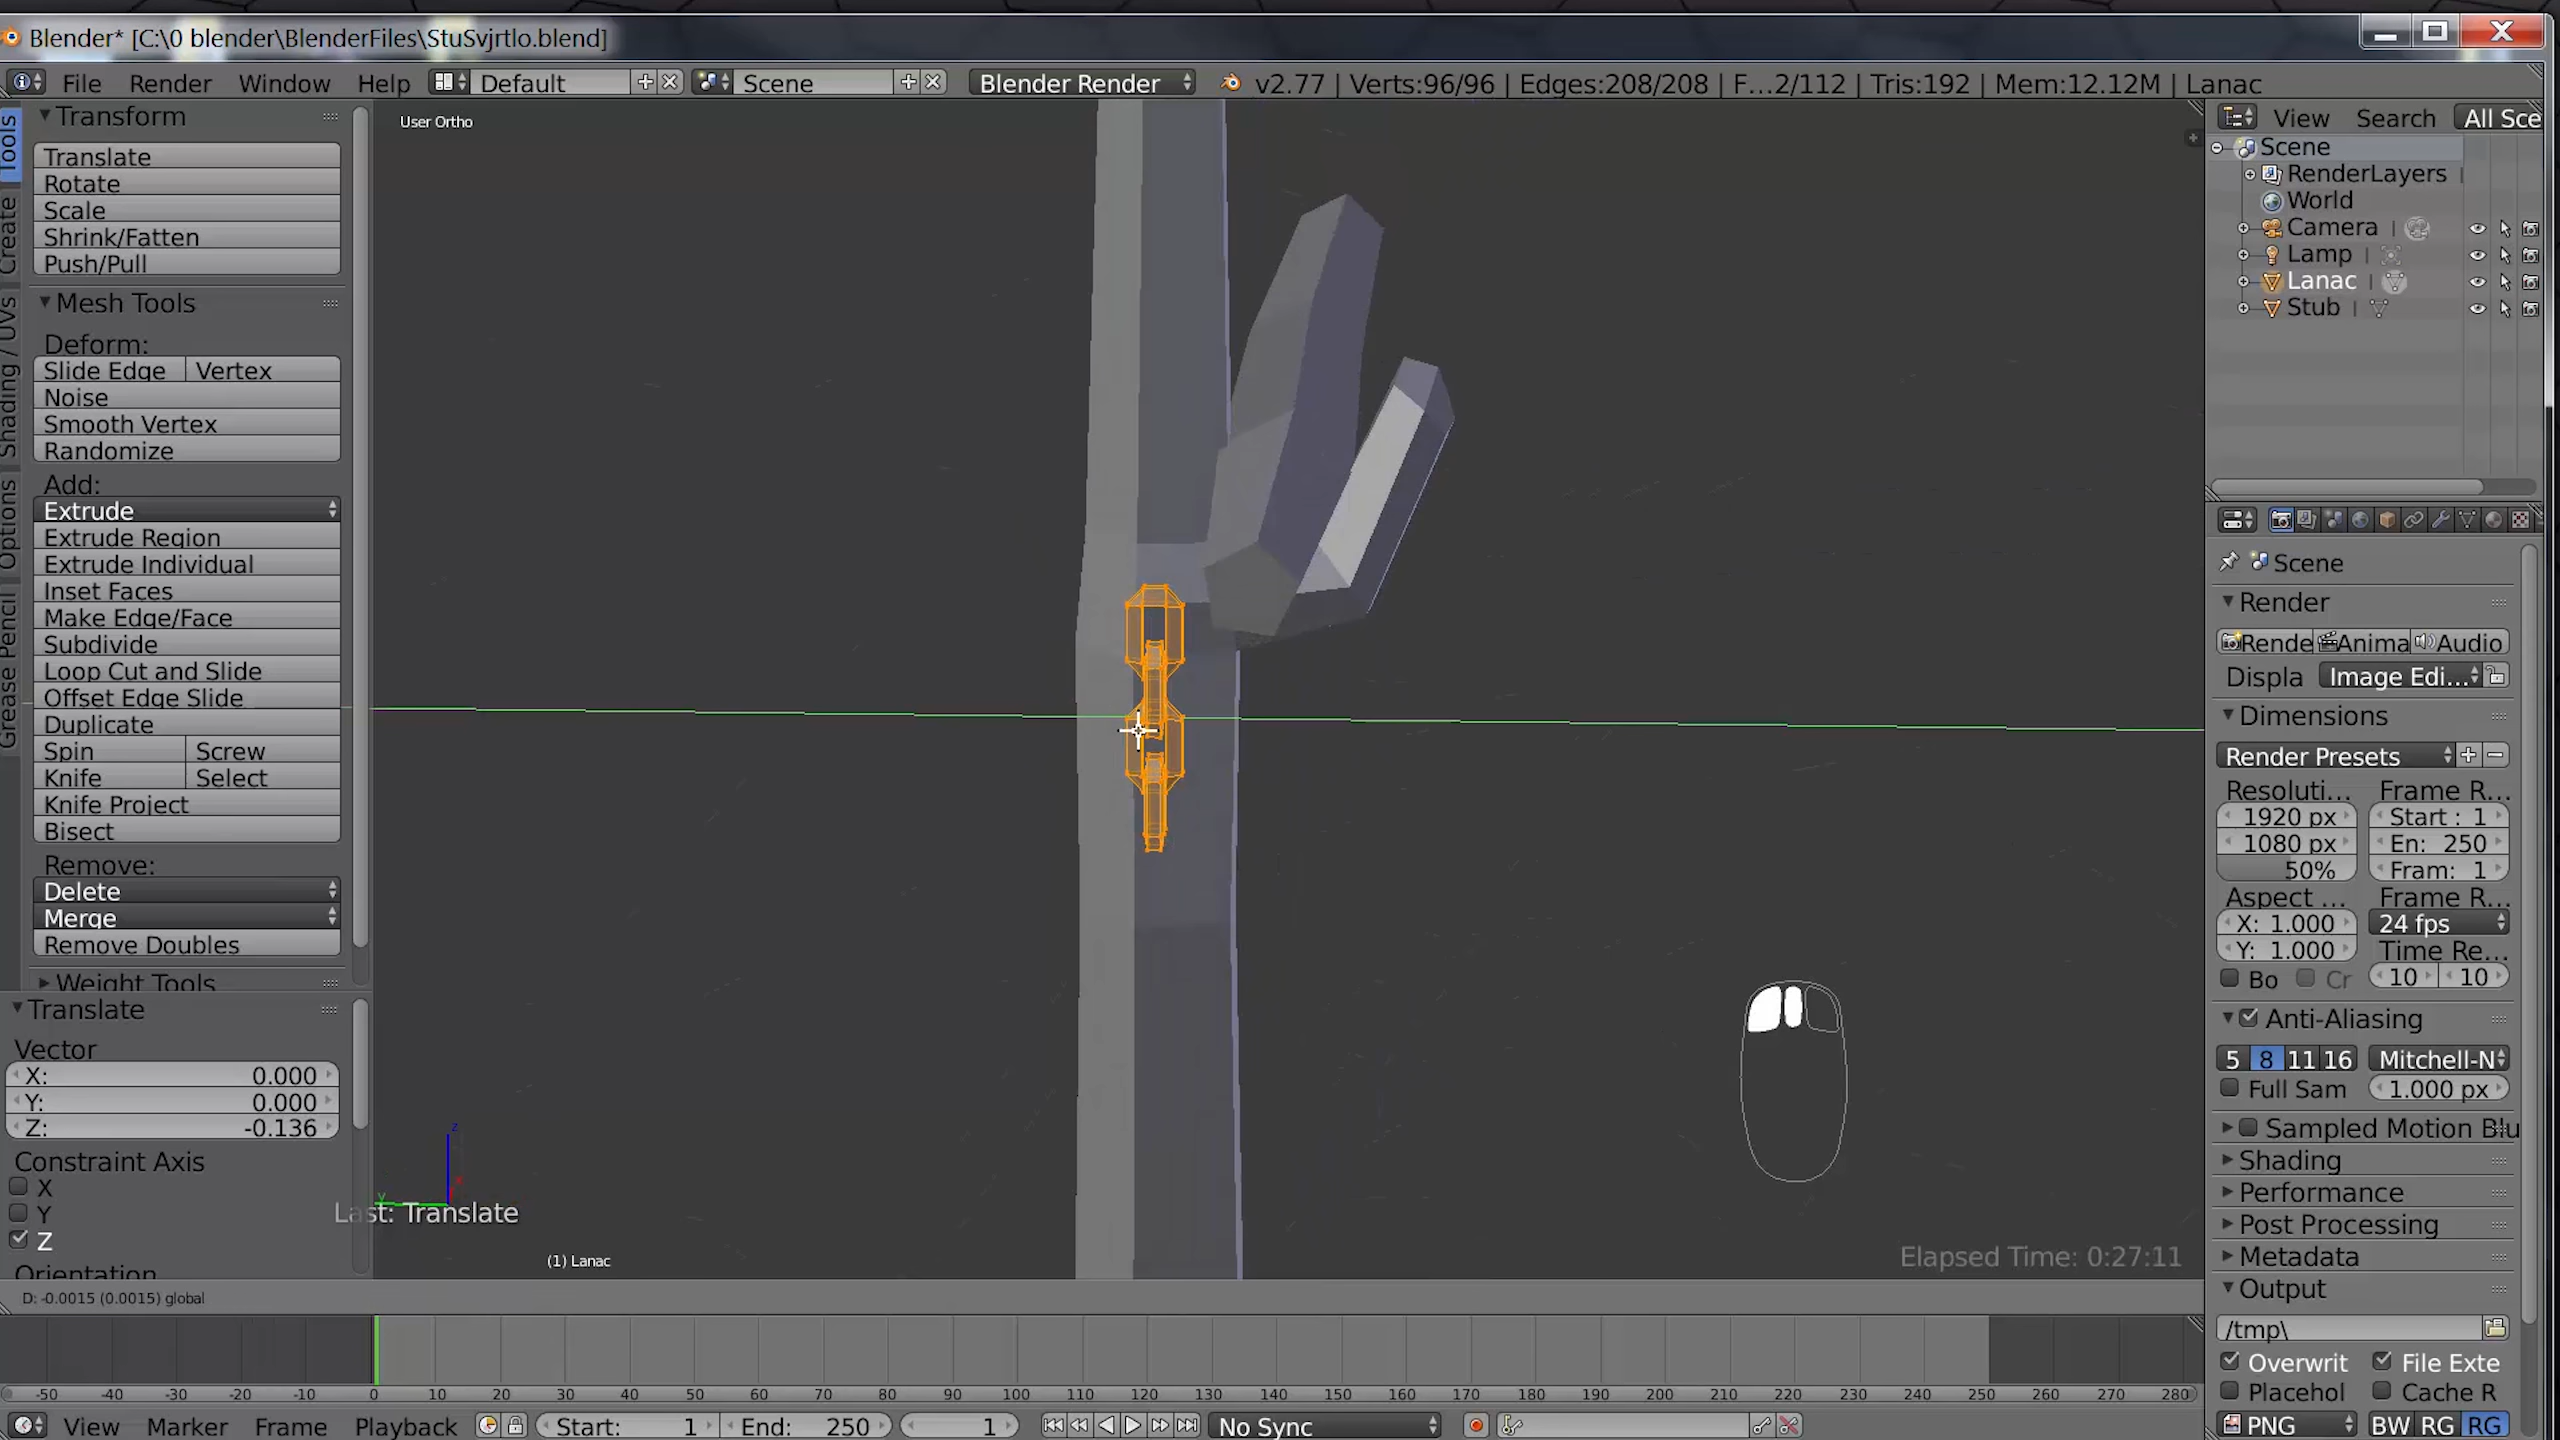 Blender* [C:\0 blender\BlenderFiles\StuSvjrtlo.blend]
File Render Window Help Default Scene Blender Render v2.77 | Verts:96/96 | Edges:208/208 | F...2/112 | Tris:192 | Mem:12.12M | Lanac
Tools
Create
Shading / UVs
Options
Grease Pencil
Transform
Translate
Rotate
Scale
Shrink/Fatten
Push/Pull
Mesh Tools
Deform:
Slide Edge Vertex
Noise
Smooth Vertex
Randomize
Add:
Extrude
Extrude Region
Extrude Individual
Inset Faces
Make Edge/Face
Subdivide
Loop Cut and Slide
Offset Edge Slide
Duplicate
Spin Screw
Knife Select
Knife Project
Bisect
Remove:
Delete
Merge
Remove Doubles
Weight Tools
Translate
Vector
X: 0.000
Y: 0.000
Z: -0.136
Constraint Axis
X
Y
Z
Orientation
User Ortho
z
y
Last: Translate
(1) Lanac
Elapsed Time: 0:27:11
D: -0.0015 (0.0015) global
View Search All Sce
Scene
RenderLayers
World
Camera
Lamp
Lanac
Stub
Scene
Render
Rende Anima Audio
Displa Image Edi...
Dimensions
Render Presets
Resoluti... Frame R...
1920 px Start : 1
1080 px En: 250
50% Fram: 1
Aspect ... Frame R...
X: 1.000 24 fps
Y: 1.000 Time Re...
Bo Cr 10 10
Anti-Aliasing
5 8 11 16 Mitchell-N
Full Sam 1.000 px
Sampled Motion Blu
Shading
Performance
Post Processing
Metadata
Output
/tmp\
Overwrit File Exte
Placehol Cache R
PNG BW RG RG
-50 -40 -30 -20 -10 0 10 20 30 40 50 60 70 80 90 100 110 120 130 140 150 160 170 180 190 200 210 220 230 240 250 260 270 280
View Marker Frame Playback Start: 1 End: 250 1 No Sync